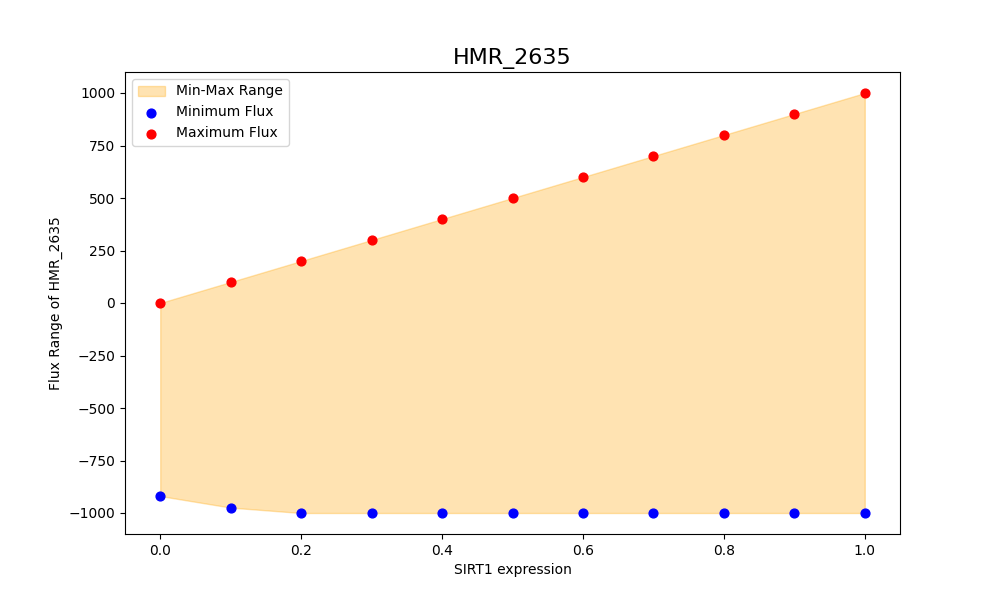 HMR_2635
Min-Max Range
Minimum Flux
Maximum Flux
1000
750
500
250
0
−250
−500
−750
−1000
Flux Range of HMR_2635
0.0 0.2 0.4 0.6 0.8 1.0
SIRT1 expression